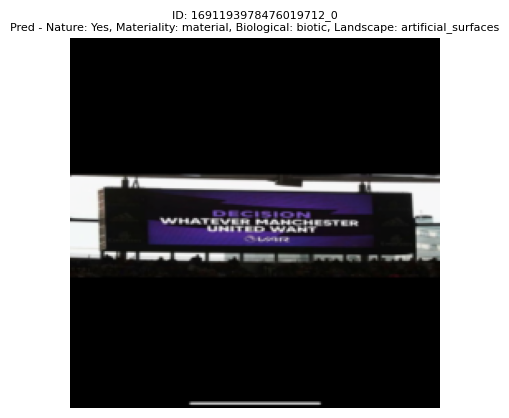 ID: 1691193978476019712_0
Pred - Nature: Yes, Materiality: material, Biological: biotic, Landscape: artificial_surfaces
DECISION
WHATEVER MANCHESTER
UNITED WANT
VAR